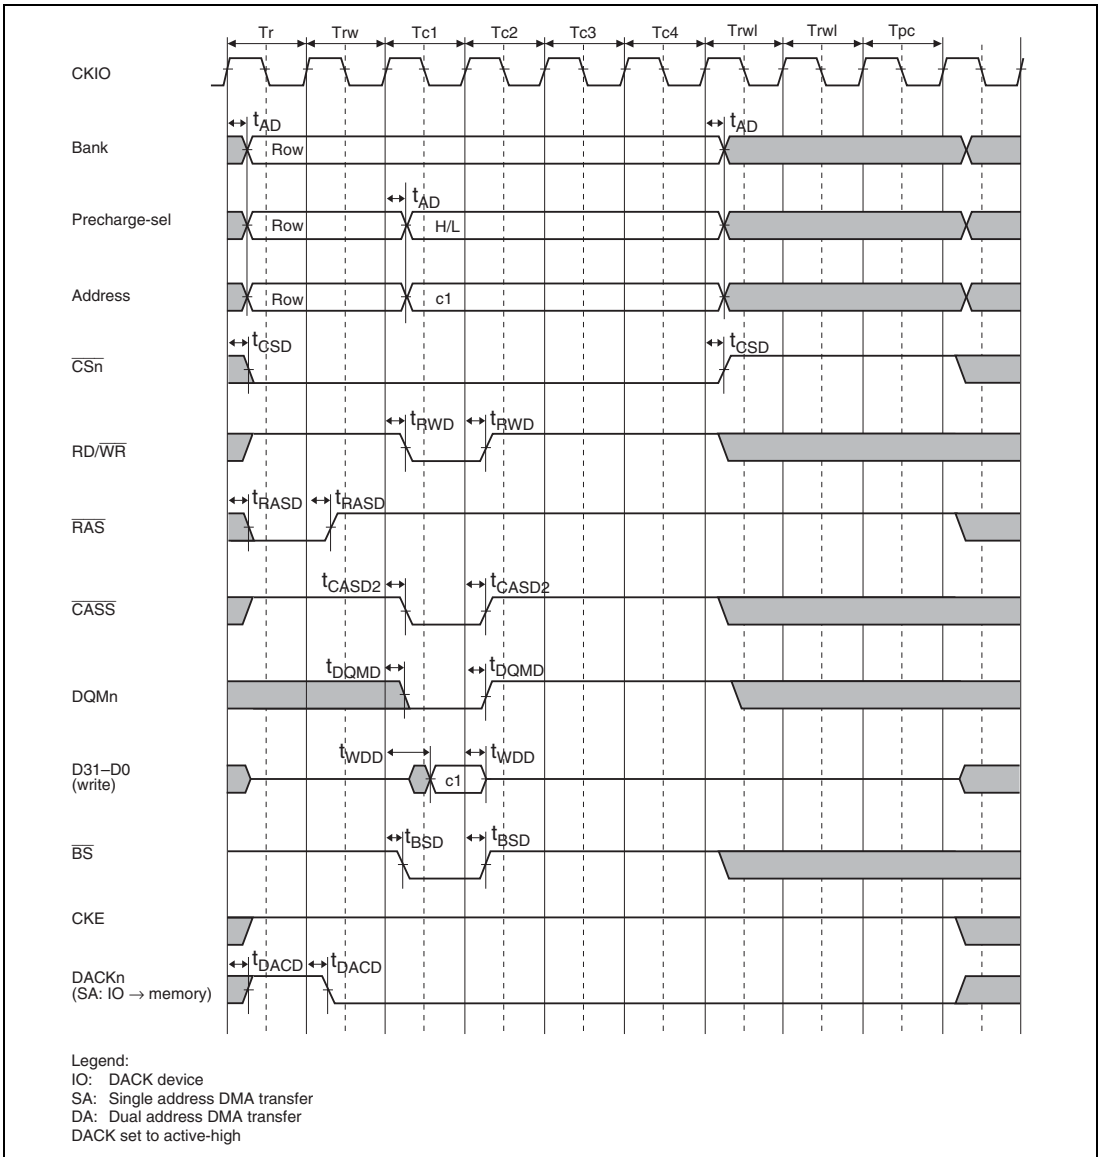 Tr Trw Tc1 Tc2 Tc3 Tc4 Trwl Trwl Tpc
CKIO
tAD tAD
Bank Row
tAD
Precharge-sel Row H/L
Address Row c1
tCSD tCSD
CSn
tRWD tRWD
RD/WR
tRASD tRASD
RAS
tCASD2 tCASD2
CASS
tDQMD tDQMD
DQMn
tWDD tWDD
D31–D0 c1
(write)
tBSD tBSD
BS
CKE
tDACD tDACD
DACKn
(SA: IO → memory)
Legend:
IO: DACK device
SA: Single address DMA transfer
DA: Dual address DMA transfer
DACK set to active-high